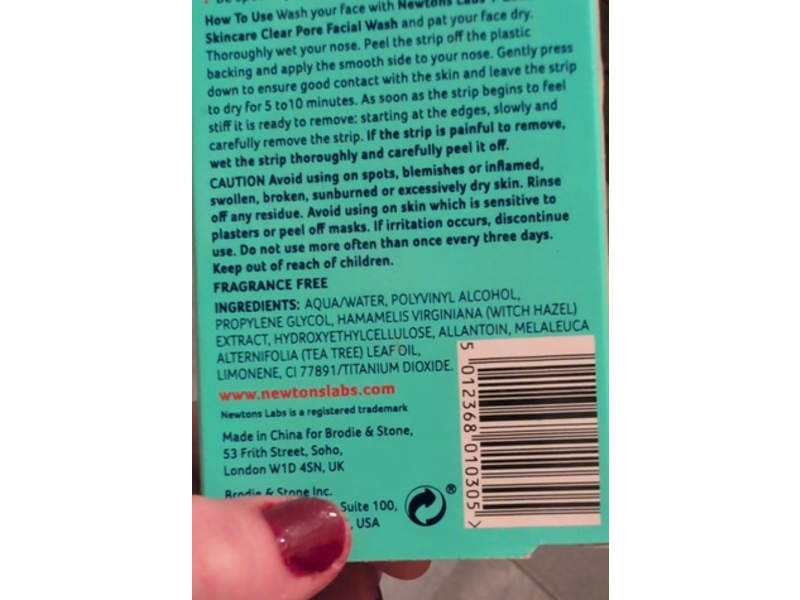 How To Use Wash your face with Newtons Labs
Skincare Clear Pore Facial Wash and pat your face dry.
Thoroughly wet your nose. Peel the strip off the plastic
backing and apply the smooth side to your nose. Gently press
down to ensure good contact with the skin and leave the strip
to dry for 5 to10 minutes. As soon as the strip begins to feel
stiff it is ready to remove: starting at the edges, slowly and
carefully remove the strip. If the strip is painful to remove,
wet the strip thoroughly and carefully peel it off.
CAUTION Avoid using on spots, blemishes or inflamed,
swollen, broken, sunburned or excessively dry skin. Rinse
off any residue. Avoid using on skin which is sensitive to
plasters or peel off masks. If irritation occurs, discontinue
use. Do not use more often than once every three days.
Keep out of reach of children.
FRAGRANCE FREE
INGREDIENTS: AQUA/WATER, POLYVINYL ALCOHOL,
PROPYLENE GLYCOL, HAMAMELIS VIRGINIANA (WITCH HAZEL)
EXTRACT, HYDROXYETHYLCELLULOSE, ALLANTOIN, MELALEUCA
ALTERNIFOLIA (TEA TREE) LEAF OIL,
LIMONENE, CI 77891/TITANIUM DIOXIDE.
www.newtonslabs.com
Newtons Labs is a registered trademark
Made in China for Brodie & Stone,
53 Frith Street, Soho,
London W1D 4SN, UK
Brodie & Stone Inc.
Suite 100,
, USA
®
5 012368 010305 >